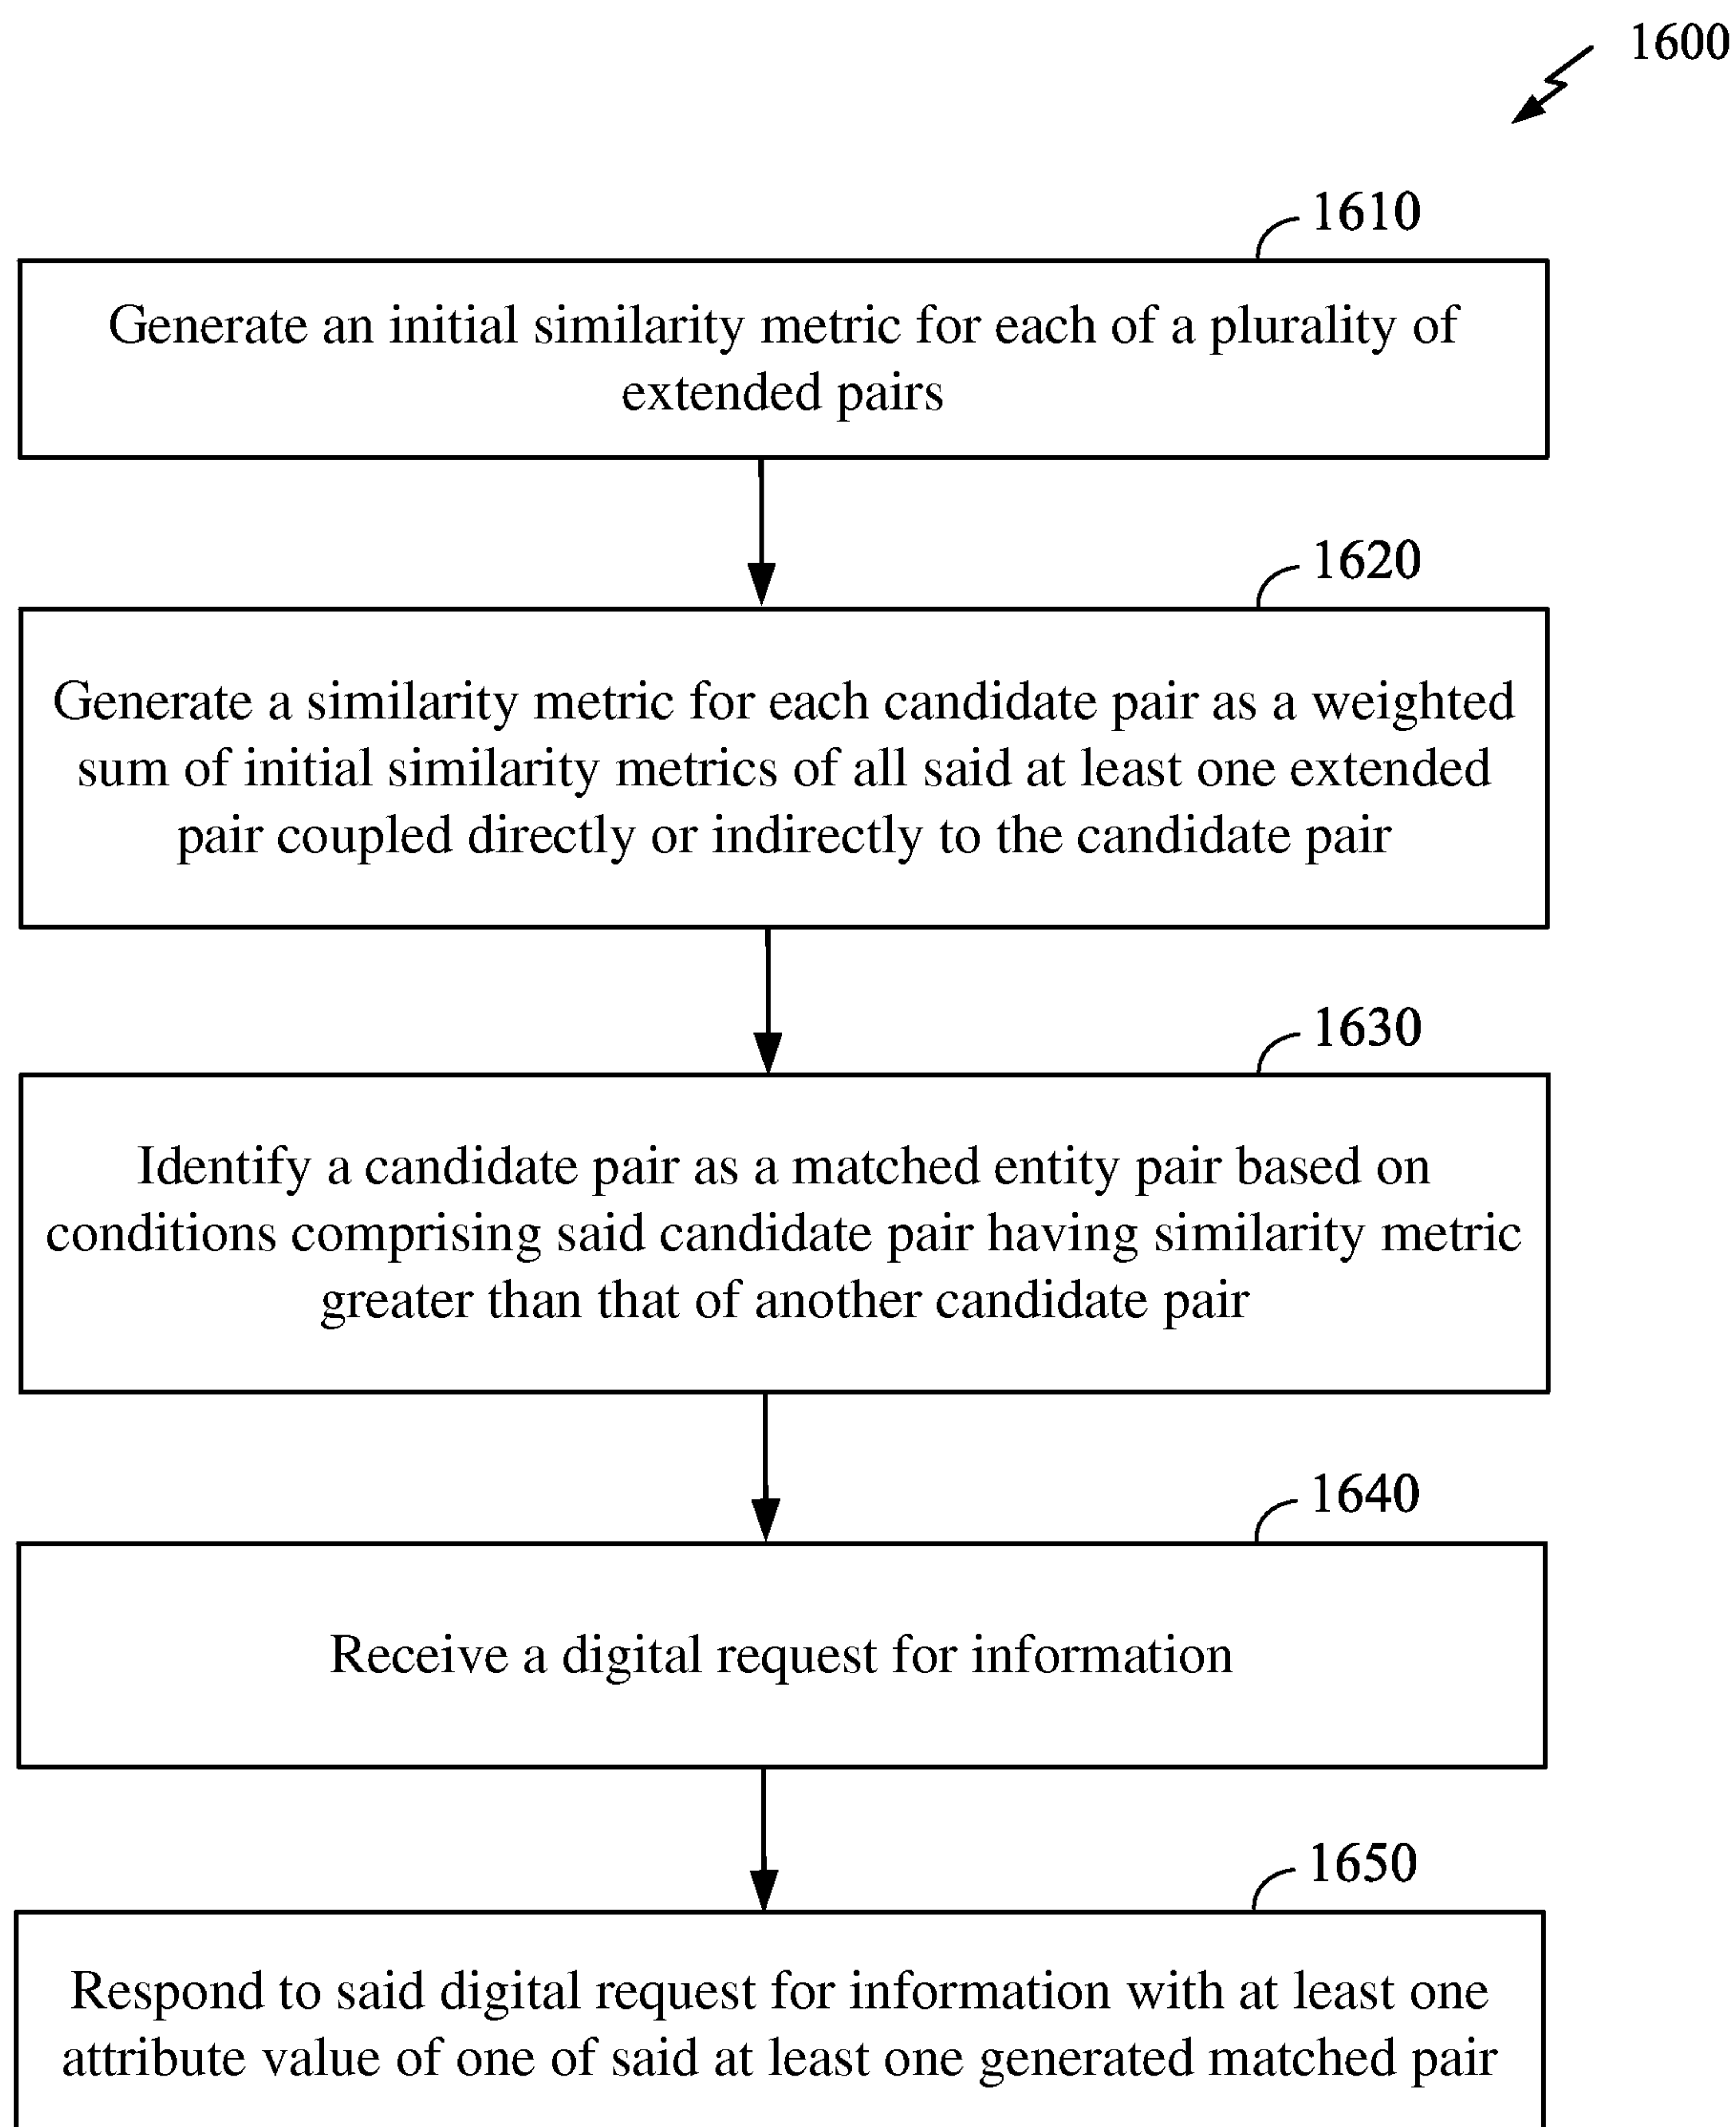 1600
1610
Generate an initial similarity metric for each of a plurality of
extended pairs
1620
Generate a similarity metric for each candidate pair as a weighted
sum of initial similarity metrics of all said at least one extended
pair coupled directly or indirectly to the candidate pair
1630
Identify a candidate pair as a matched entity pair based on
conditions comprising said candidate pair having similarity metric
greater than that of another candidate pair
1640
Receive a digital request for information
1650
Respond to said digital request for information with at least one
attribute value of one of said at least one generated matched pair